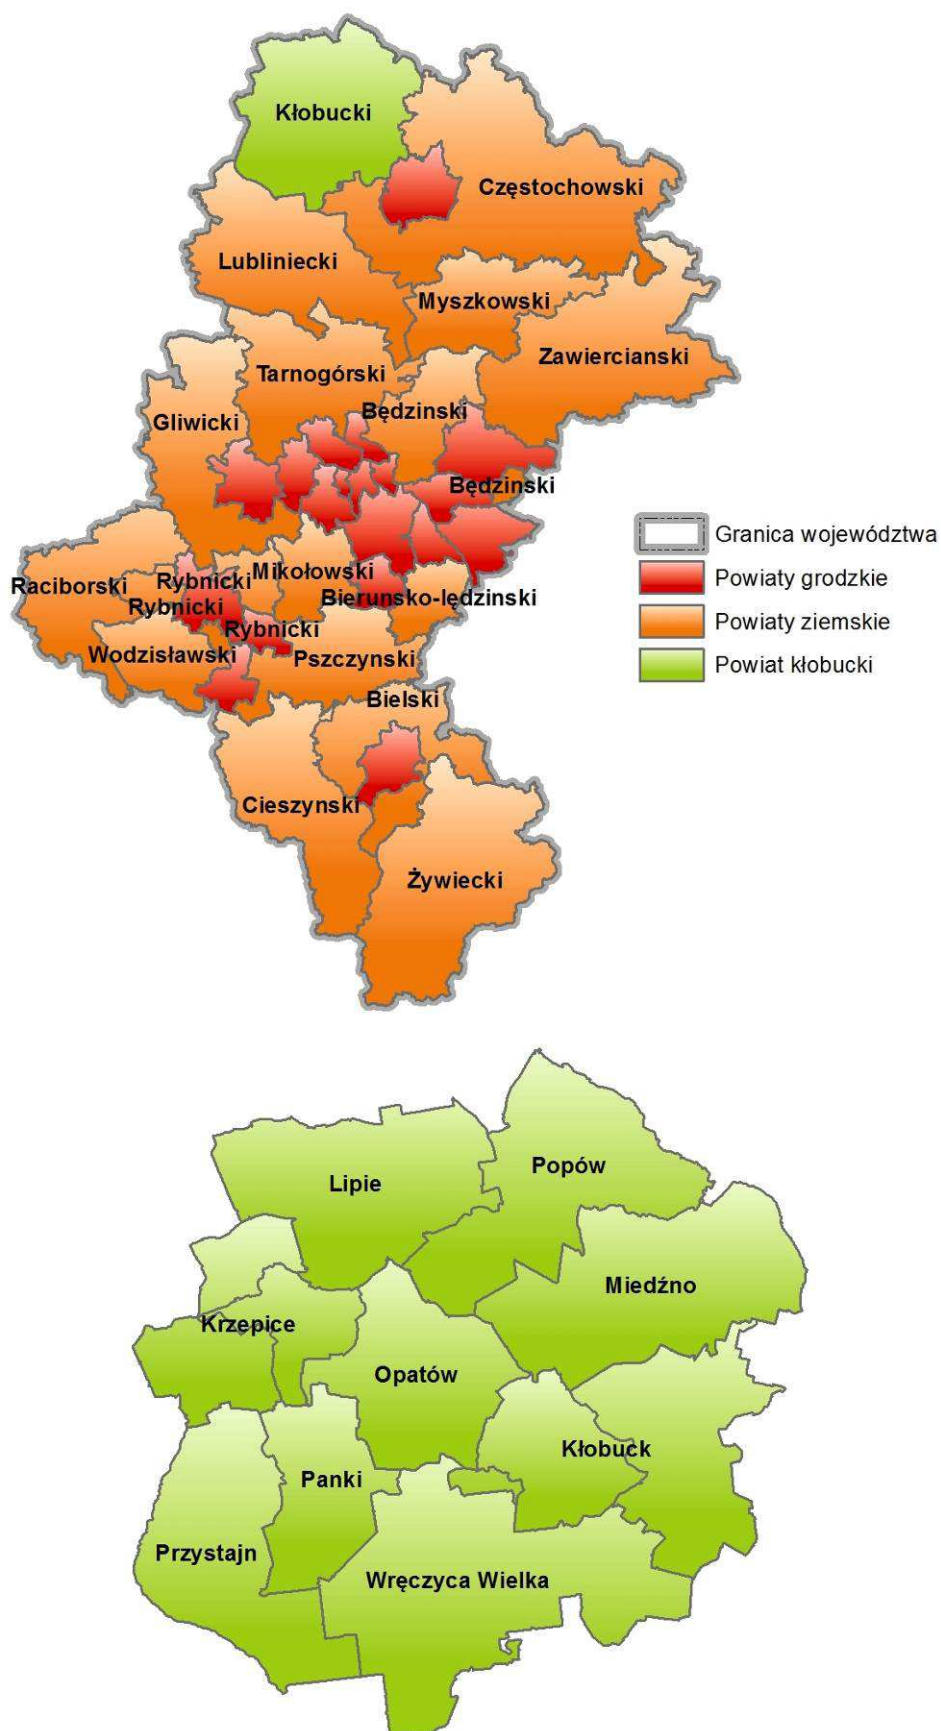 Kłobucki
Częstochowski
Lubliniecki
Myszkowski
Zawiercianski
Tarnogórski
Będzinski
Gliwicki
Będzinski
Granica województwa
Mikołowski
Rybnicki
Raciborski
Powiaty grodzkie
Bierunsko-lędzinski
Rybnicki
Powiaty ziemskie
Rybnicki
Wodzisławski
Pszczynski
Powiat kłobucki
Bielski
Cieszynski
Żywiecki
Popów
Lipie
Miedźno
Krzepice
Opatów
Kłobuck
Panki
Przystajn
Wręczyca Wielka